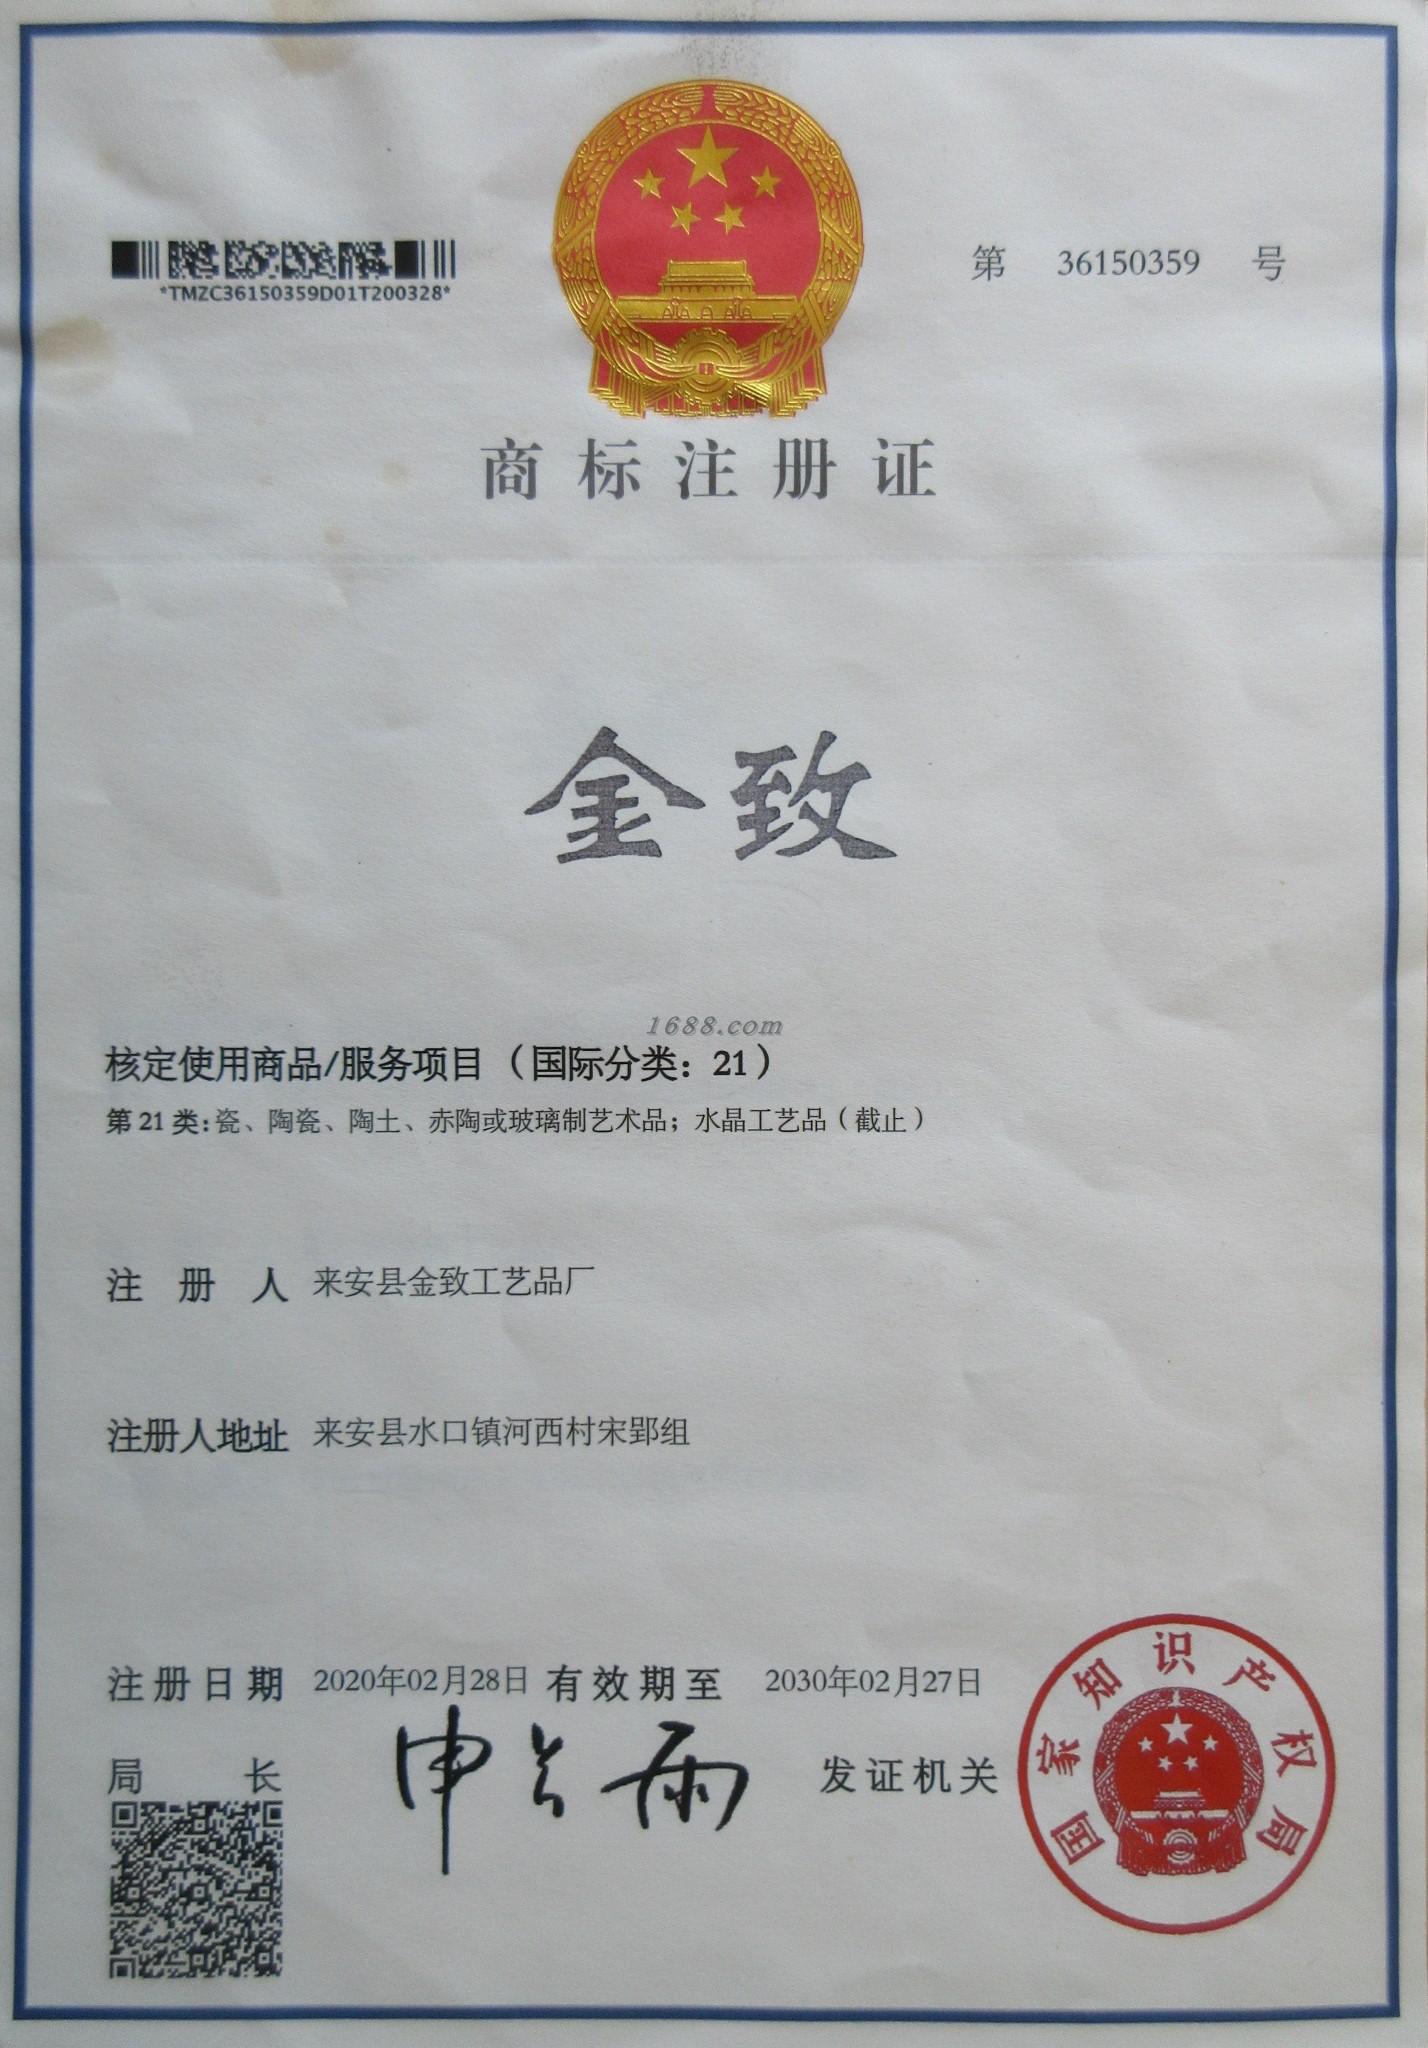 第 36150359 号
*TMZC36150359D01T200328*
商标注册证
金致
1688.com
核定使用商品/服务项目（国际分类：21）
第21类：瓷、陶瓷、陶土、赤陶或玻璃制艺术品；水晶工艺品（截止）
注册人 来安县金致工艺品厂
注册人地址 来安县水口镇河西村宋郢组
注册日期 2020年02月28日 有效期至 2030年02月27日
局长 申长雨 发证机关
国家知识产权局